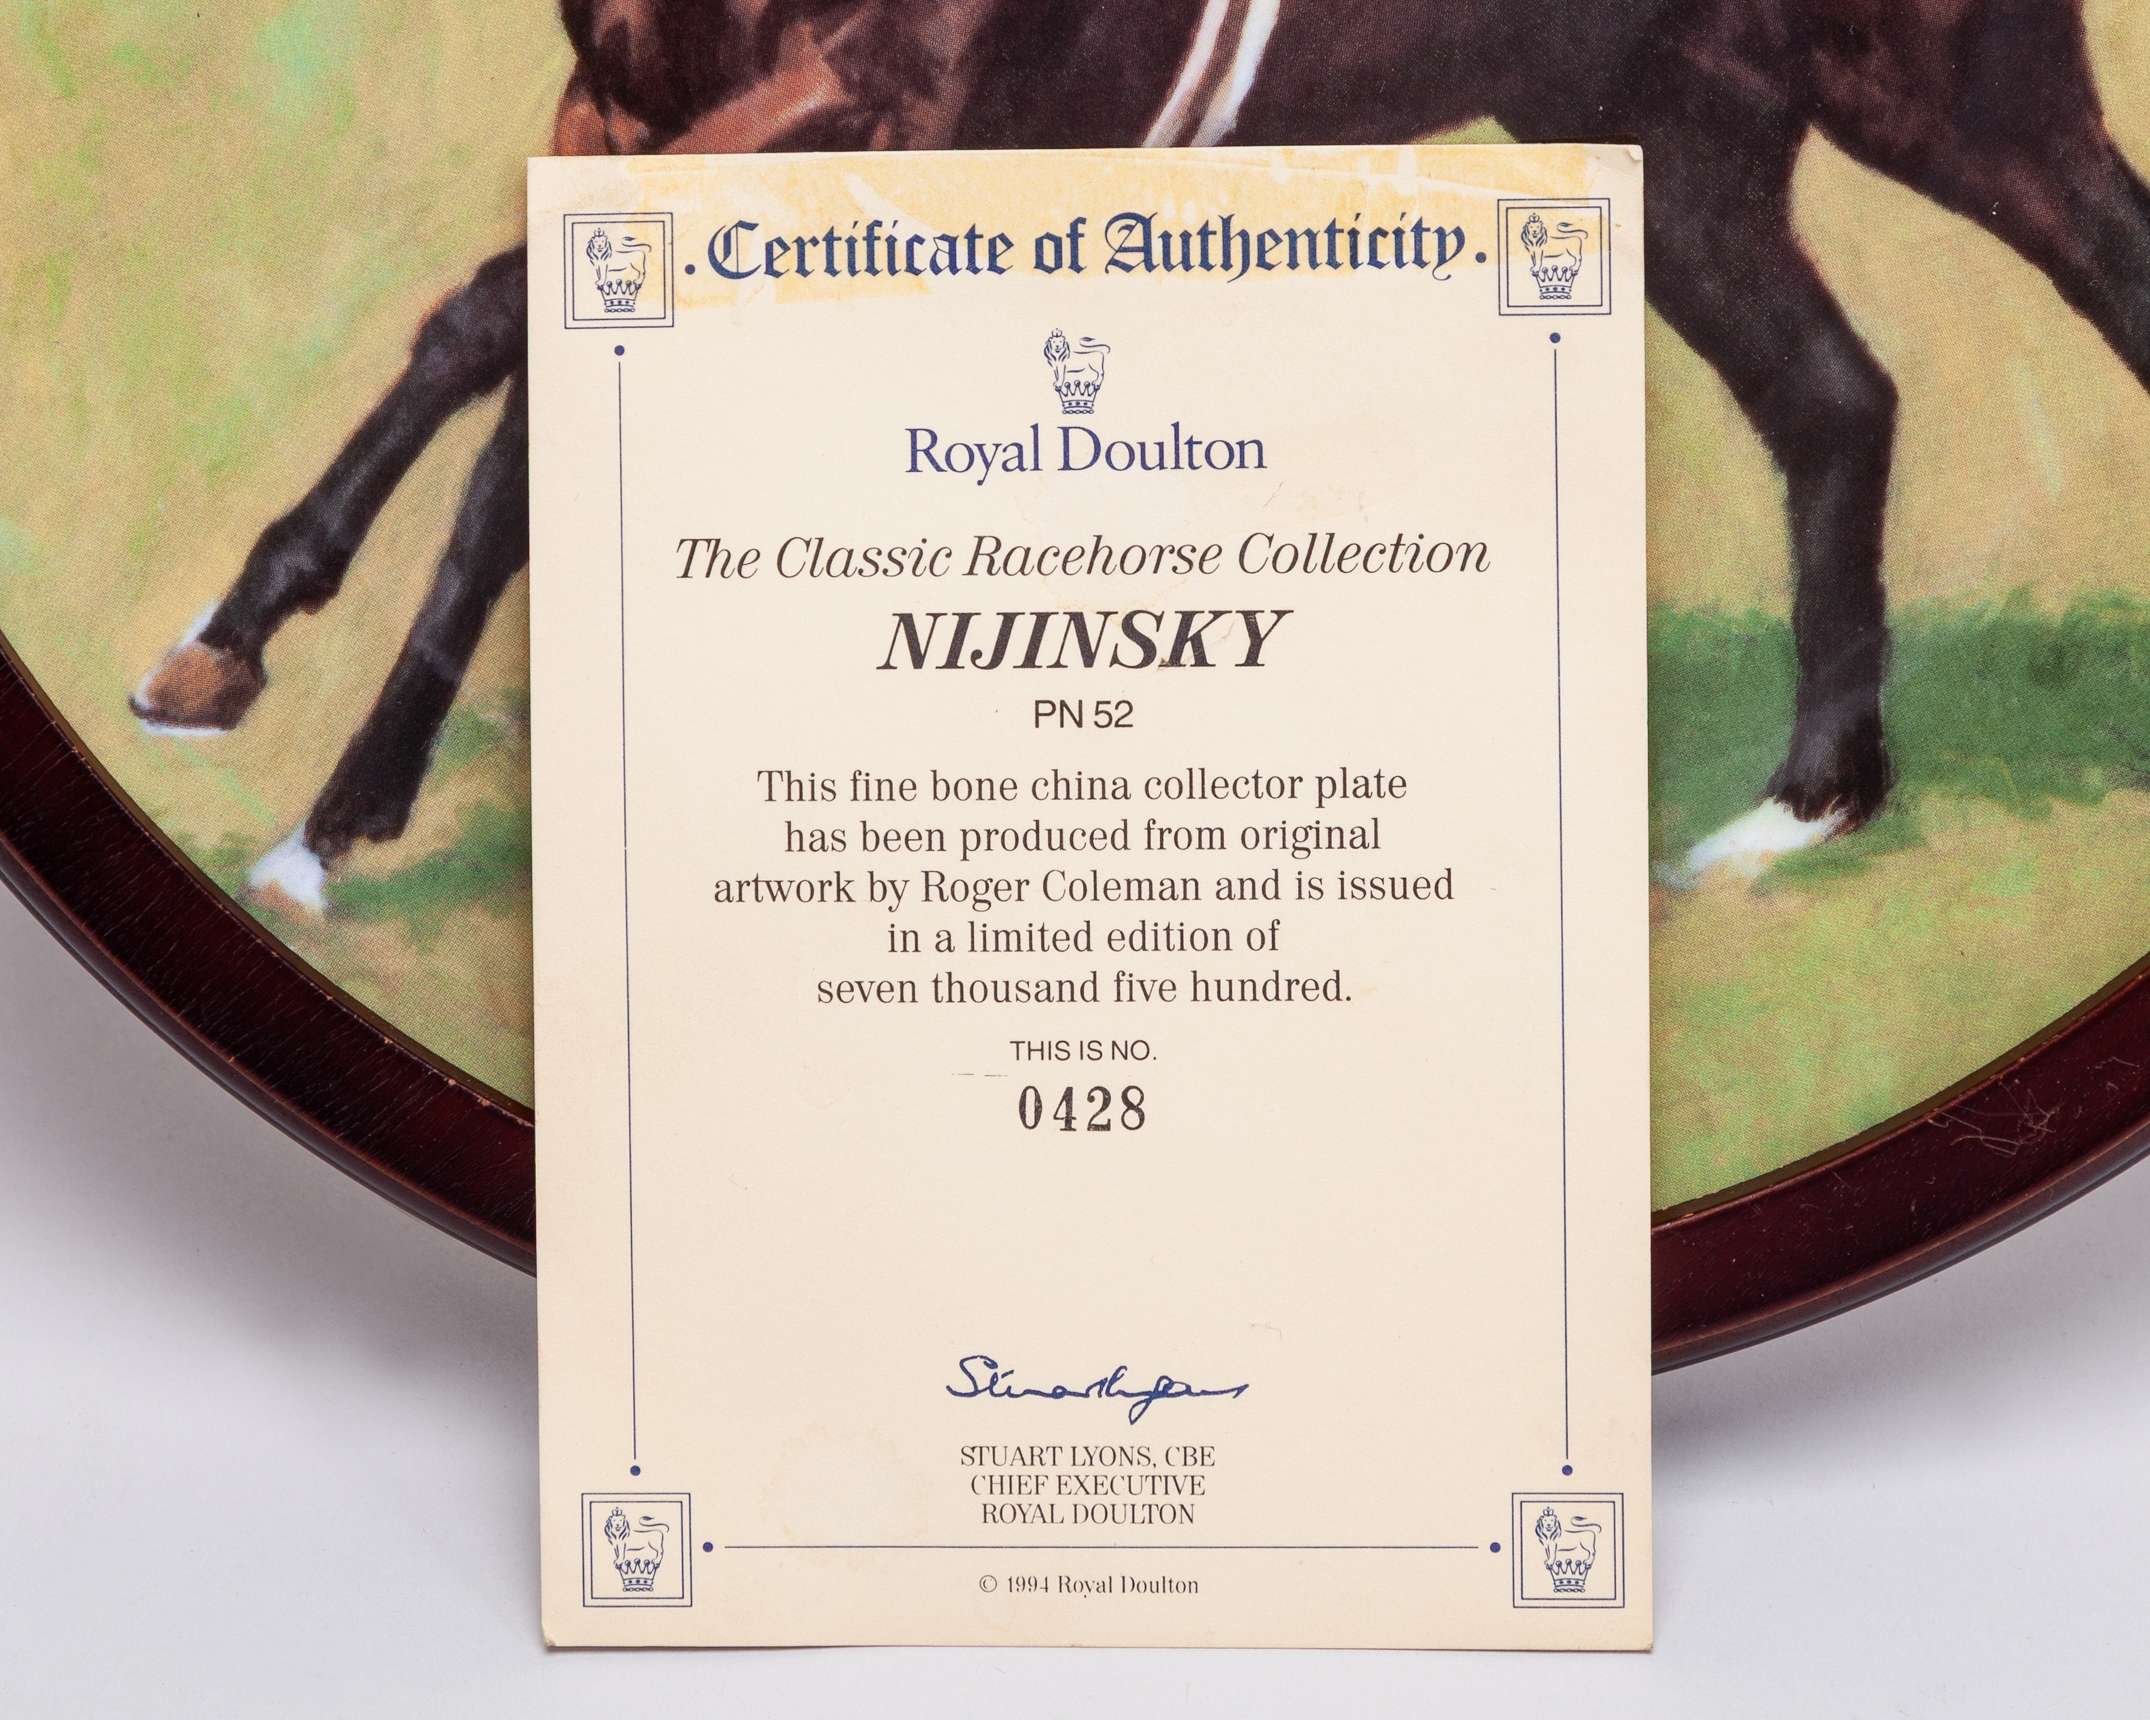 . Certificate of Authenticity .
Royal Doulton
The Classic Racehorse Collection
NIJINSKY
PN 52
This fine bone china collector plate
has been produced from original
artwork by Roger Coleman and is issued
in a limited edition of
seven thousand five hundred.
THIS IS NO.
0428
Stuart Lyons
STUART LYONS, CBE
CHIEF EXECUTIVE
ROYAL DOULTON
© 1994 Royal Doulton